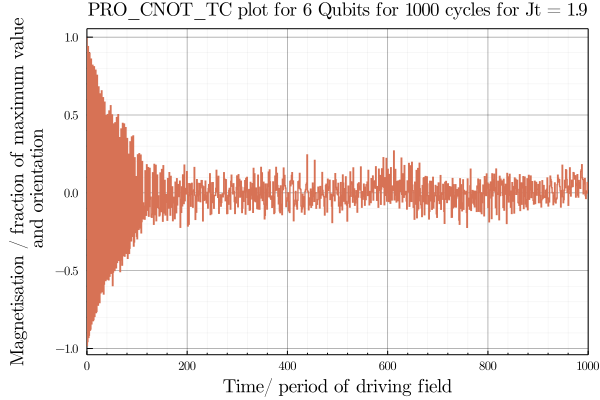 PRO_CNOT_TC plot for 6 Qubits for 1000 cycles for Jt = 1.9
Magnetisation / fraction of maximum value
and orientation
1.0
0.5
0.0
−0.5
−1.0
0 200 400 600 800 1000
Time/ period of driving field